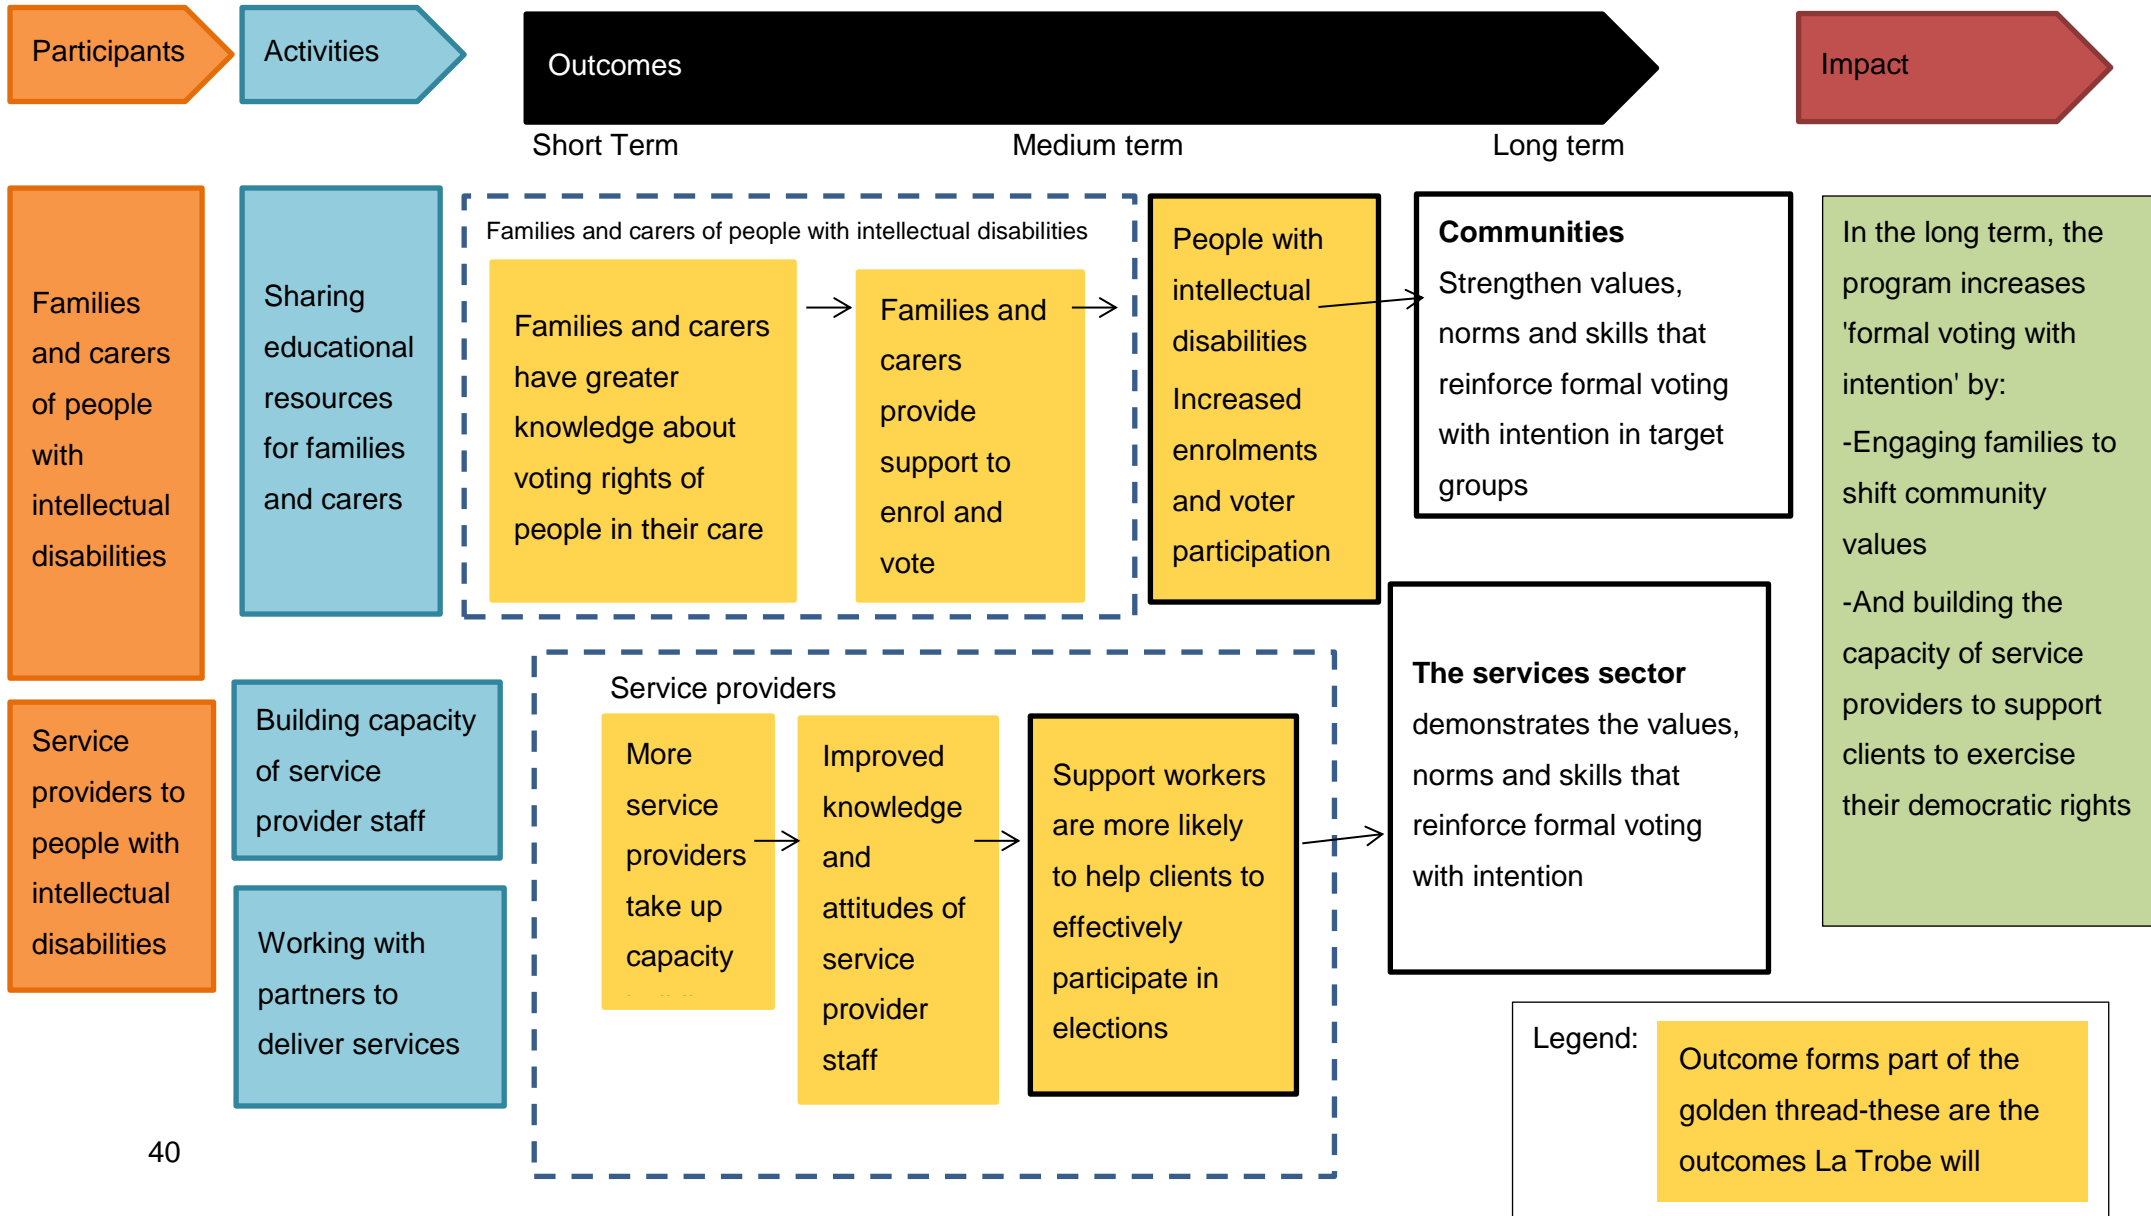 Participants
Activities
Outcomes
Impact
Short Term
Medium term
Long term
Families
and carers
of people
with
intellectual
disabilities
Sharing
educational
resources
for families
and carers
Families and carers of people with intellectual disabilities
Families and carers
have greater
knowledge about
voting rights of
people in their care
Families and
carers
provide
support to
enrol and
vote
People with
intellectual
disabilities
Increased
enrolments
and voter
participation
Communities
Strengthen values,
norms and skills that
reinforce formal voting
with intention in target
groups
In the long term, the
program increases
'formal voting with
intention' by:
-Engaging families to
shift community
values
-And building the
capacity of service
providers to support
clients to exercise
their democratic rights
Service
providers to
people with
intellectual
disabilities
Building capacity
of service
provider staff
Working with
partners to
deliver services
Service providers
More
service
providers
take up
capacity
Improved
knowledge
and
attitudes of
service
provider
staff
Support workers
are more likely
to help clients to
effectively
participate in
elections
The services sector
demonstrates the values,
norms and skills that
reinforce formal voting
with intention
Legend:
Outcome forms part of the
golden thread-these are the
outcomes La Trobe will
40